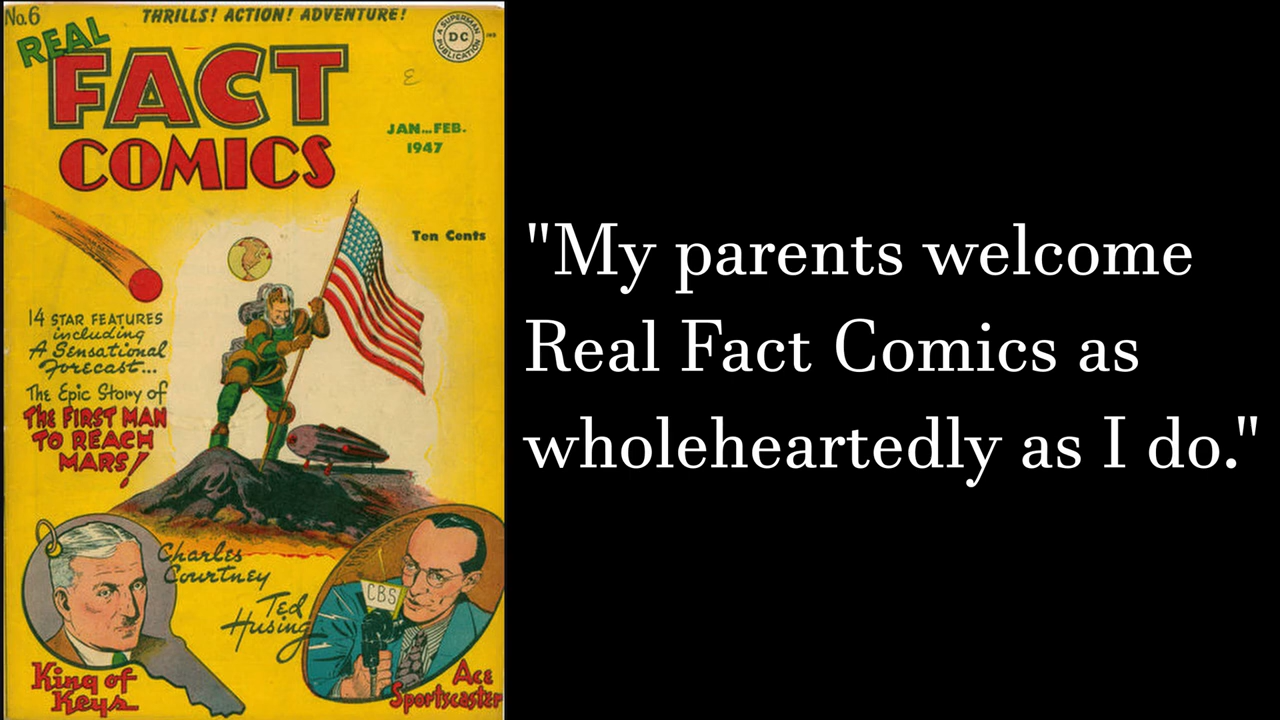 No.6
THRILLS! ACTION! ADVENTURE!
A SUPERMAN
DC
PUBLICATION
REAL
FACT
COMICS
JAN...FEB.
1947
Ten Cents
14 STAR FEATURES
including
A Sensational
Forecast...
The Epic Story of
THE FIRST MAN
TO REACH
MARS!
Charles
Courtney
King of
Keys
CBS
Ted
Husing
Ace
Sportscaster
"My parents welcome
Real Fact Comics as
wholeheartedly as I do."